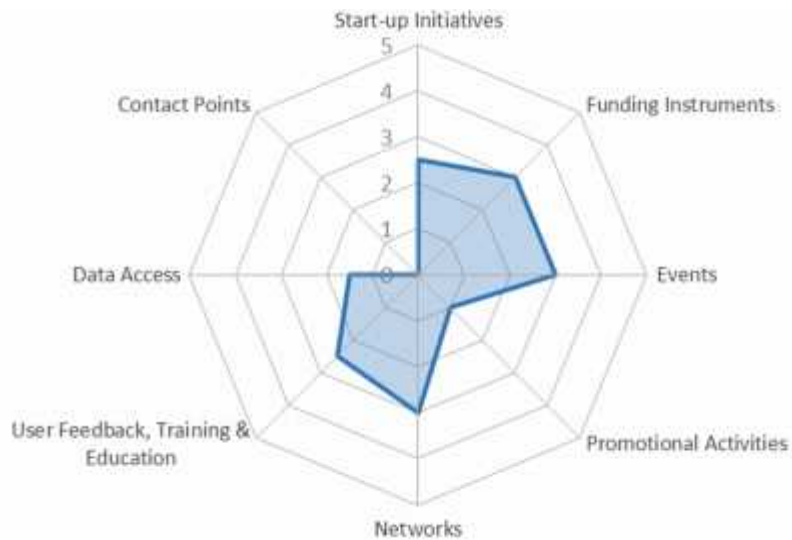 Start-up Initiatives
5
Contact Points
4
Funding Instruments
3
2
1
Data Access
0
Events
User Feedback, Training &
Education
Promotional Activities
Networks